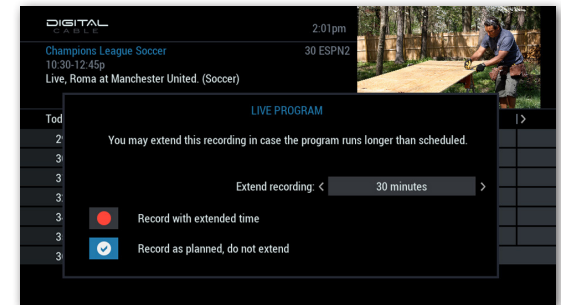 DIGITAL
CABLE
2:01pm
Champions League Soccer
30 ESPN2
10:30-12:45p
Live, Roma at Manchester United. (Soccer)
Tod
LIVE PROGRAM
You may extend this recording in case the program runs longer than scheduled.
Extend recording: < 30 minutes >
Record with extended time
Record as planned, do not extend